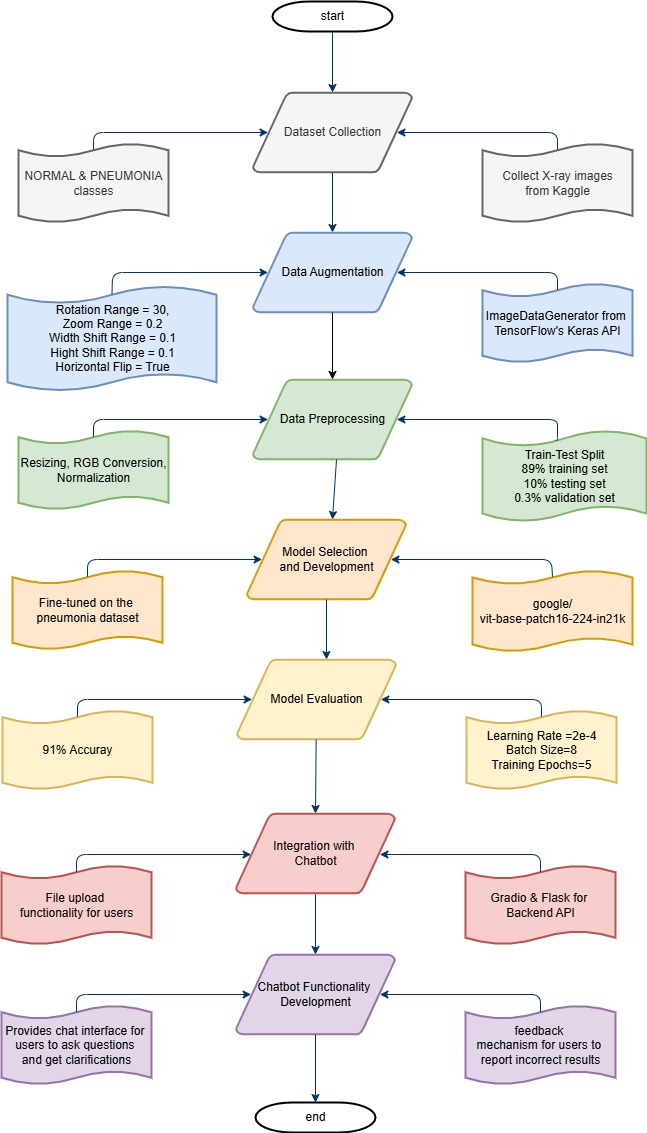 start
Dataset Collection
NORMAL & PNEUMONIA
classes
Collect X-ray images
from Kaggle
Data Augmentation
Rotation Range = 30,
Zoom Range = 0.2
Width Shift Range = 0.1
Hight Shift Range = 0.1
Horizontal Flip = True
ImageDataGenerator from
TensorFlow's Keras API
Data Preprocessing
Resizing, RGB Conversion,
Normalization
Train-Test Split
89% training set
10% testing set
0.3% validation set
Model Selection
and Development
Fine-tuned on the
pneumonia dataset
google/
vit-base-patch16-224-in21k
Model Evaluation
91% Accuray
Learning Rate =2e-4
Batch Size=8
Training Epochs=5
Integration with
Chatbot
File upload
functionality for users
Gradio & Flask for
Backend API
Chatbot Functionality
Development
Provides chat interface for
users to ask questions
and get clarifications
feedback
mechanism for users to
report incorrect results
end